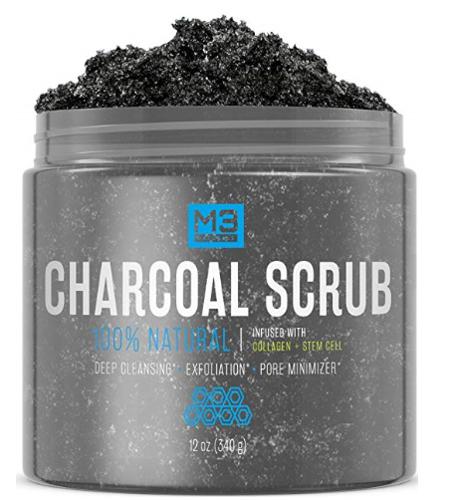 M3
CHARCOAL SCRUB
100% NATURAL | INFUSED WITH
COLLAGEN + STEM CELL
DEEP CLEANSING* • EXFOLIATION* • PORE MINIMIZER*
12 oz. (340 g)